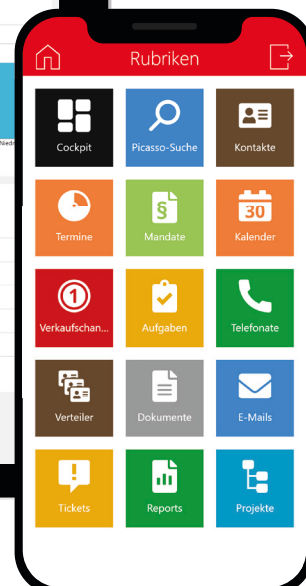 Rubriken
Cockpit
Picasso-Suche
Kontakte
Termine
§
Mandate
30
Kalender
1
Verkaufschan...
Aufgaben
Telefonate
Verteiler
Dokumente
E-Mails
Tickets
Reports
Projekte